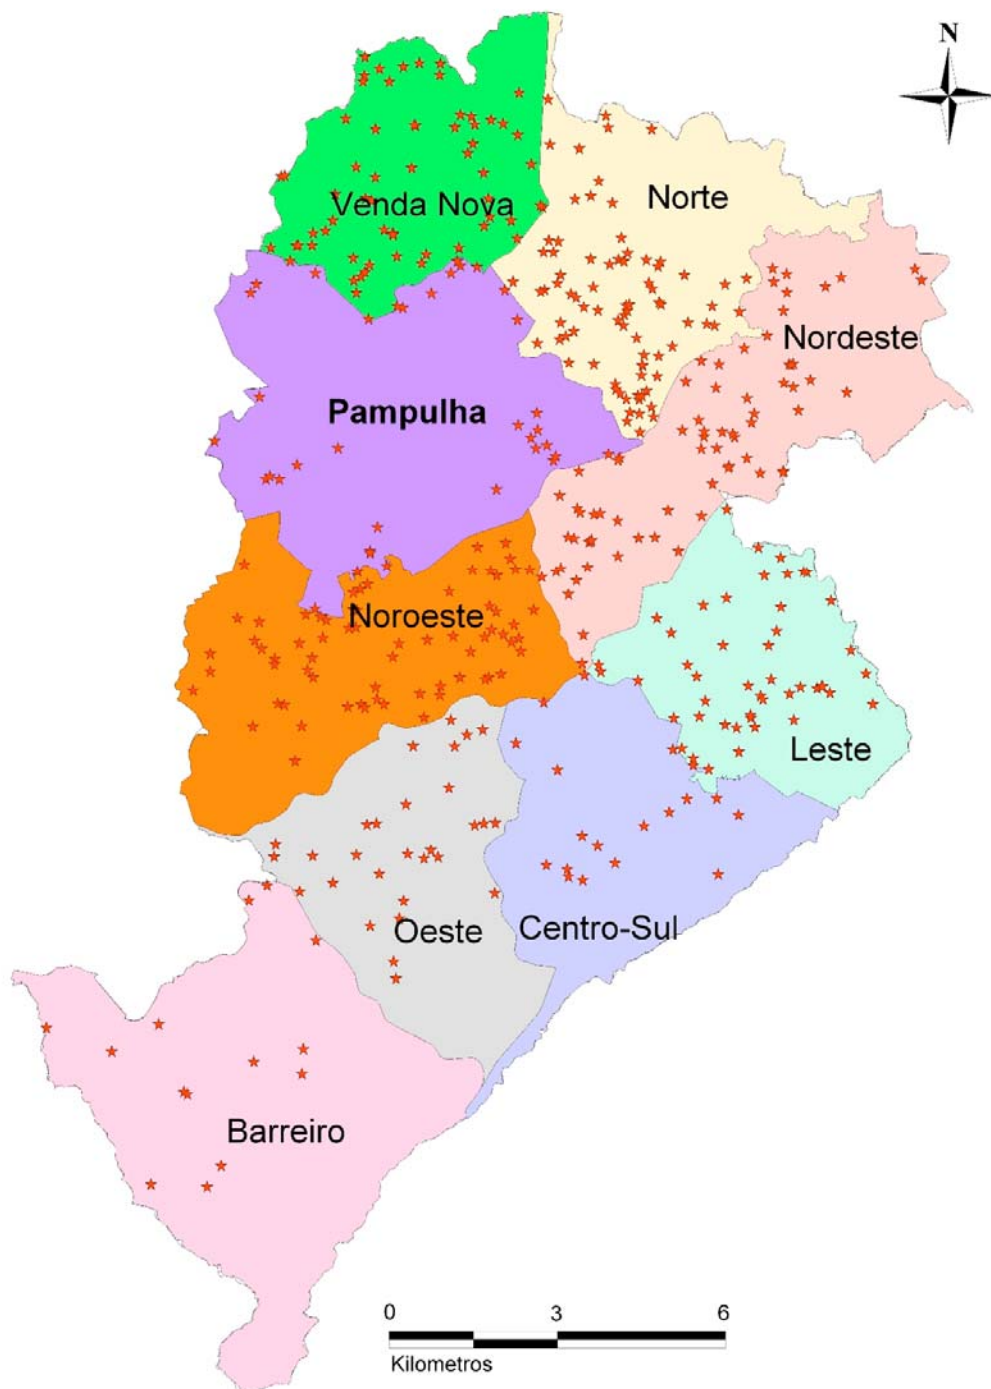 N
Venda Nova
Norte
Nordeste
Pampulha
Noroeste
Leste
Oeste
Centro-Sul
Barreiro
0 3 6
Kilometros